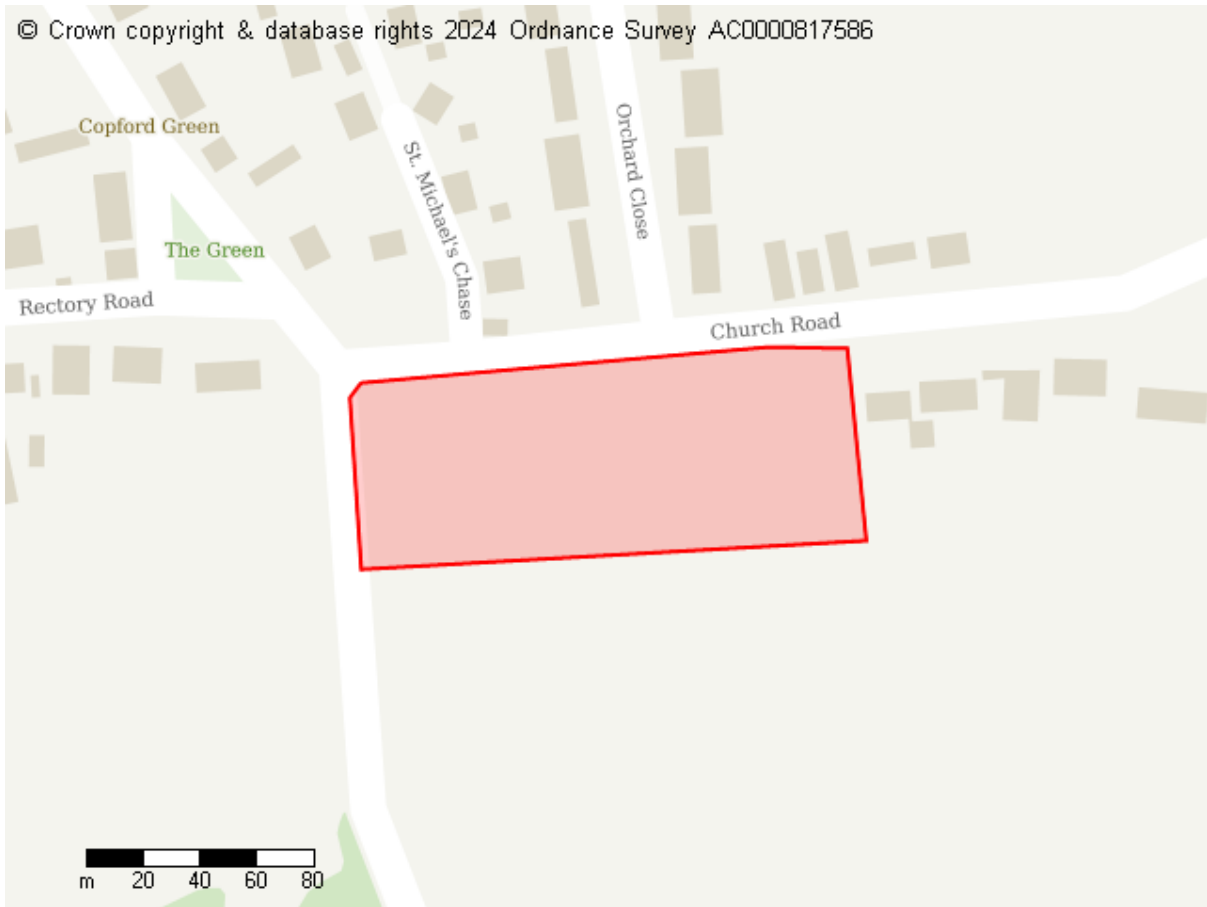 © Crown copyright & database rights 2024 Ordnance Survey AC0000817586
Copford Green
St. Michael's Chase
Orchard Close
The Green
Rectory Road
Church Road
m 20 40 60 80